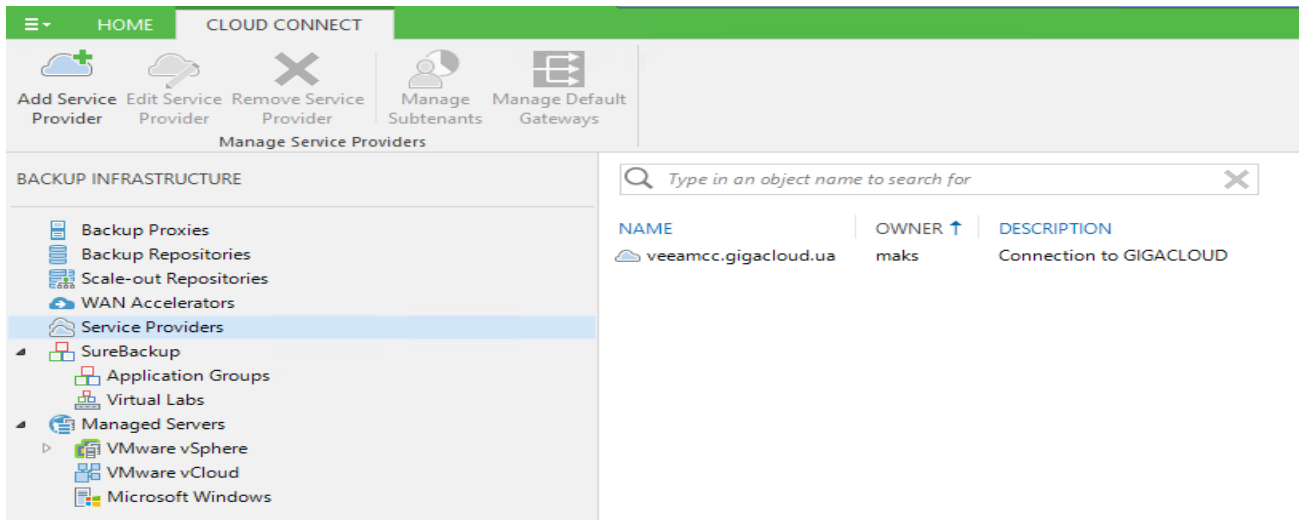 HOME CLOUD CONNECT
Add Service Edit Service Remove Service Manage Manage Default
Provider Provider Provider Subtenants Gateways
Manage Service Providers
BACKUP INFRASTRUCTURE
Type in an object name to search for
Backup Proxies
Backup Repositories
Scale-out Repositories
WAN Accelerators
Service Providers
SureBackup
Application Groups
Virtual Labs
Managed Servers
VMware vSphere
VMware vCloud
Microsoft Windows
NAME OWNER DESCRIPTION
veeamcc.gigacloud.ua maks Connection to GIGACLOUD